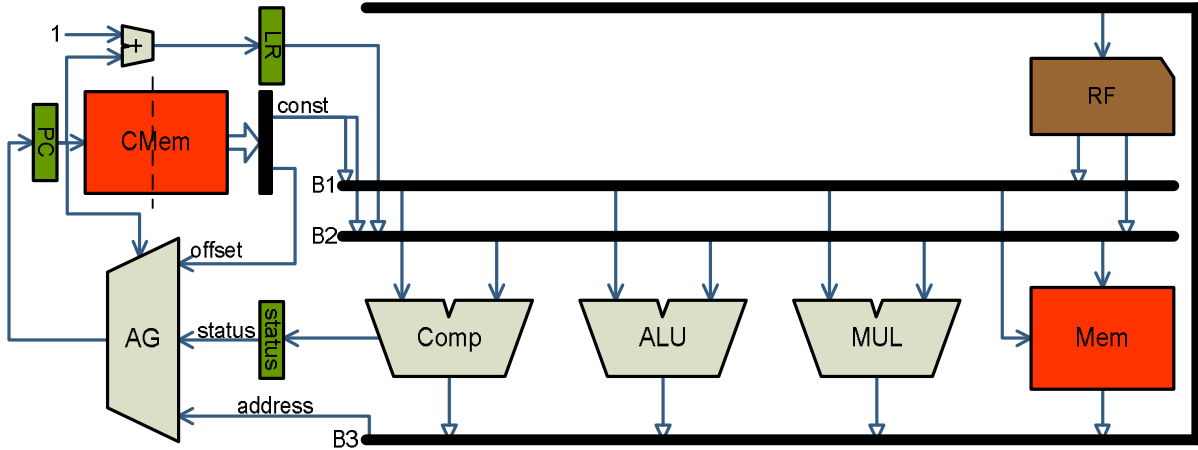 1
+
LR
RF
const
PC
CMem
B1
B2
offset
AG
status
status
Comp
ALU
MUL
Mem
address
B3